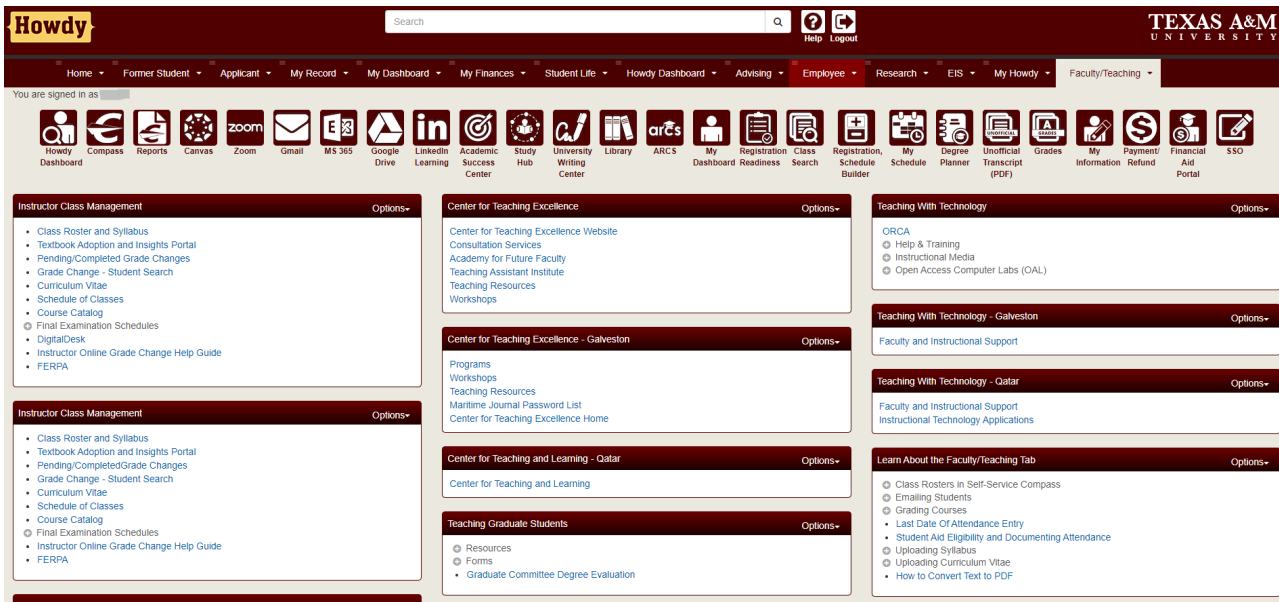 Howdy
Search
Help Logout
TEXAS A&M
UNIVERSITY
Home Former Student Applicant My Record My Dashboard My Finances Student Life Howdy Dashboard Advising Employee Research EIS My Howdy Faculty/Teaching
You are signed in as
zoom E in arcs UNOFFICIAL A GRADES
Howdy Dashboard
Compass
Reports
Canvas
Zoom
Gmail
MS 365
Google Drive
LinkedIn Learning
Academic Success Center
Study Hub
University Writing Center
Library
ARCS
My Dashboard
Registration Readiness
Class Search
Registration, Schedule Builder
My Schedule
Degree Planner
Unofficial Transcript (PDF)
Grades
My Information
Payment/ Refund
Financial Aid Portal
SSO
Instructor Class Management Options
Class Roster and Syllabus
Textbook Adoption and Insights Portal
Pending/Completed Grade Changes
Grade Change - Student Search
Curriculum Vitae
Schedule of Classes
Course Catalog
Final Examination Schedules
DigitalDesk
Instructor Online Grade Change Help Guide
FERPA
Instructor Class Management Options
Class Roster and Syllabus
Textbook Adoption and Insights Portal
Pending/CompletedGrade Changes
Grade Change - Student Search
Curriculum Vitae
Schedule of Classes
Course Catalog
Final Examination Schedules
Instructor Online Grade Change Help Guide
FERPA
Center for Teaching Excellence Options
Center for Teaching Excellence Website
Consultation Services
Academy for Future Faculty
Teaching Assistant Institute
Teaching Resources
Workshops
Center for Teaching Excellence - Galveston Options
Programs
Workshops
Teaching Resources
Maritime Journal Password List
Center for Teaching Excellence Home
Center for Teaching and Learning - Qatar Options
Center for Teaching and Learning
Teaching Graduate Students Options
Resources
Forms
Graduate Committee Degree Evaluation
Teaching With Technology Options
ORCA
Help & Training
Instructional Media
Open Access Computer Labs (OAL)
Teaching With Technology - Galveston Options
Faculty and Instructional Support
Teaching With Technology - Qatar Options
Faculty and Instructional Support
Instructional Technology Applications
Learn About the Faculty/Teaching Tab Options
Class Rosters in Self-Service Compass
Emailing Students
Grading Courses
Last Date Of Attendance Entry
Student Aid Eligibility and Documenting Attendance
Uploading Syllabus
Uploading Curriculum Vitae
How to Convert Text to PDF